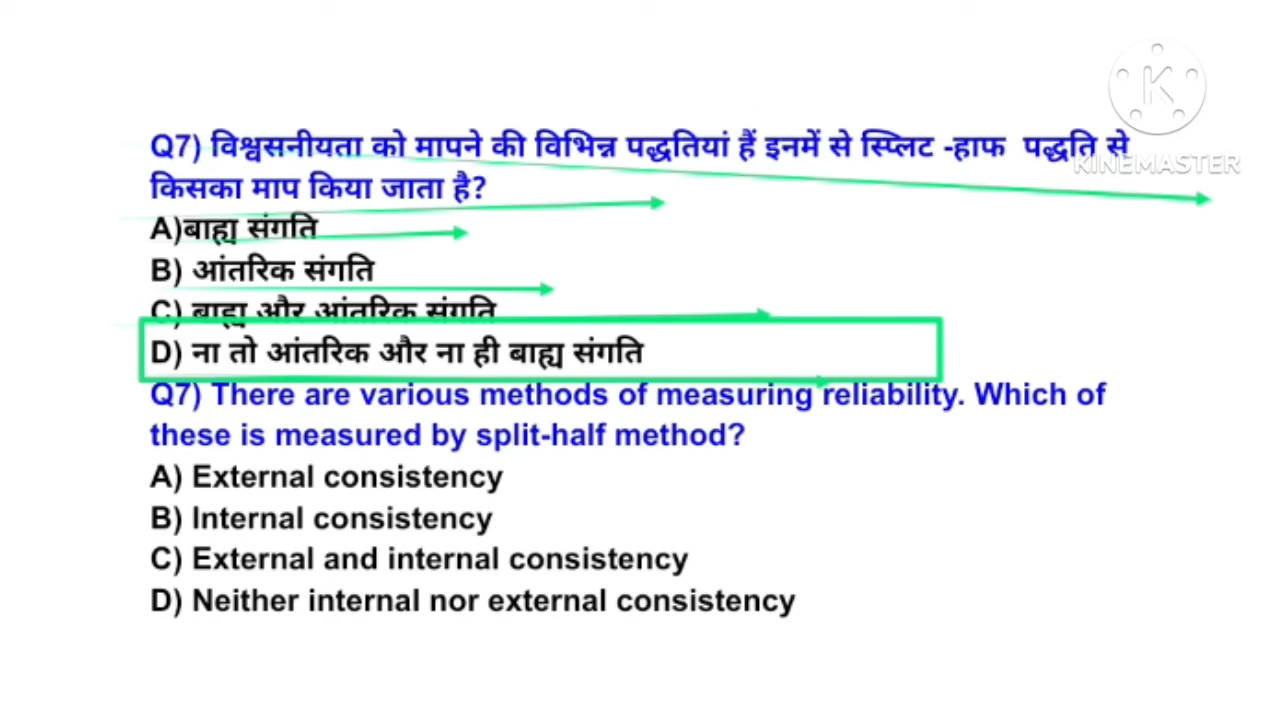 Q7) विश्वसनीयता को मापने की विभिन्न पद्धतियां हैं इनमें से स्प्लिट -हाफ पद्धति से
किसका माप किया जाता है?
A)बाह्य संगति
B) आंतरिक संगति
C) बाह्य और आंतरिक संगति
D) ना तो आंतरिक और ना ही बाह्य संगति
Q7) There are various methods of measuring reliability. Which of
these is measured by split-half method?
A) External consistency
B) Internal consistency
C) External and internal consistency
D) Neither internal nor external consistency
K
KINEMASTER